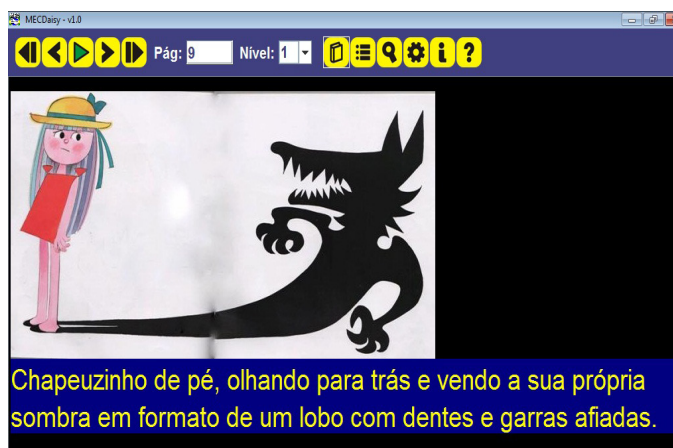 MECDaisy - v1.0
Pág: 9 Nível: 1
Chapeuzinho de pé, olhando para trás e vendo a sua própria
sombra em formato de um lobo com dentes e garras afiadas.